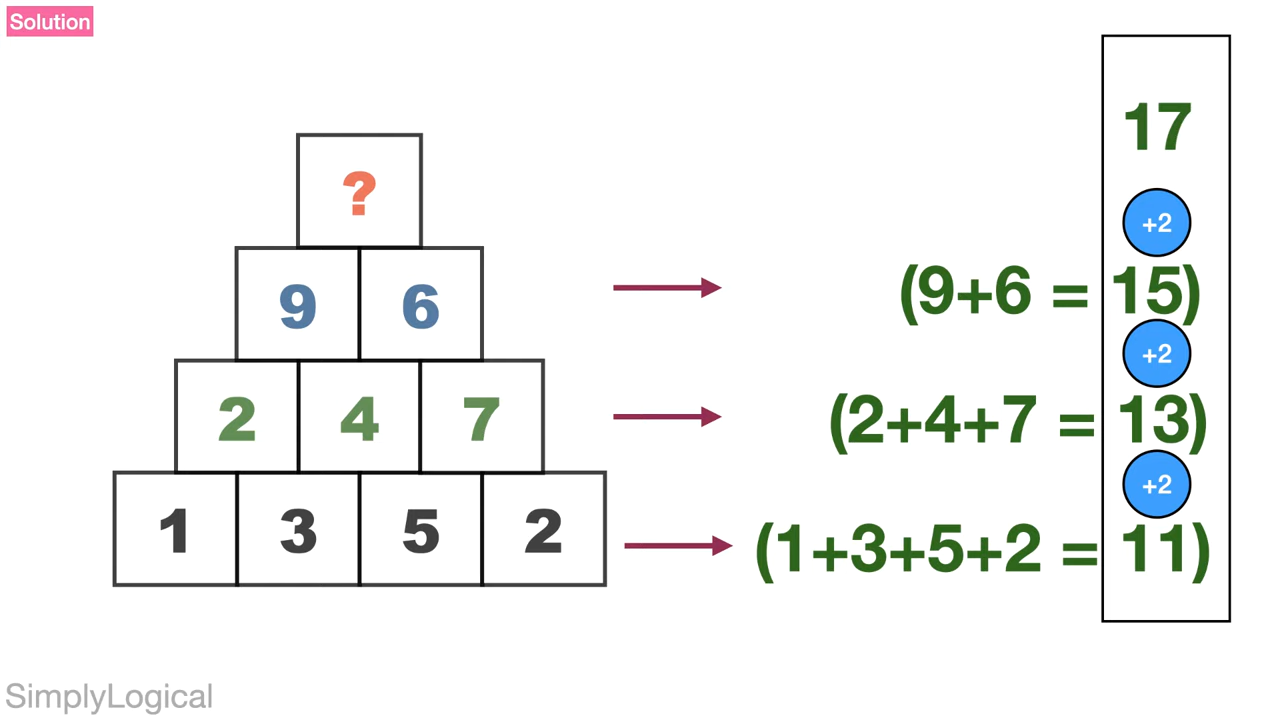 Solution
17
?
+2
9 6 (9+6 = 15)
+2
2 4 7 (2+4+7 = 13)
+2
1 3 5 2 (1+3+5+2 = 11)
SimplyLogical